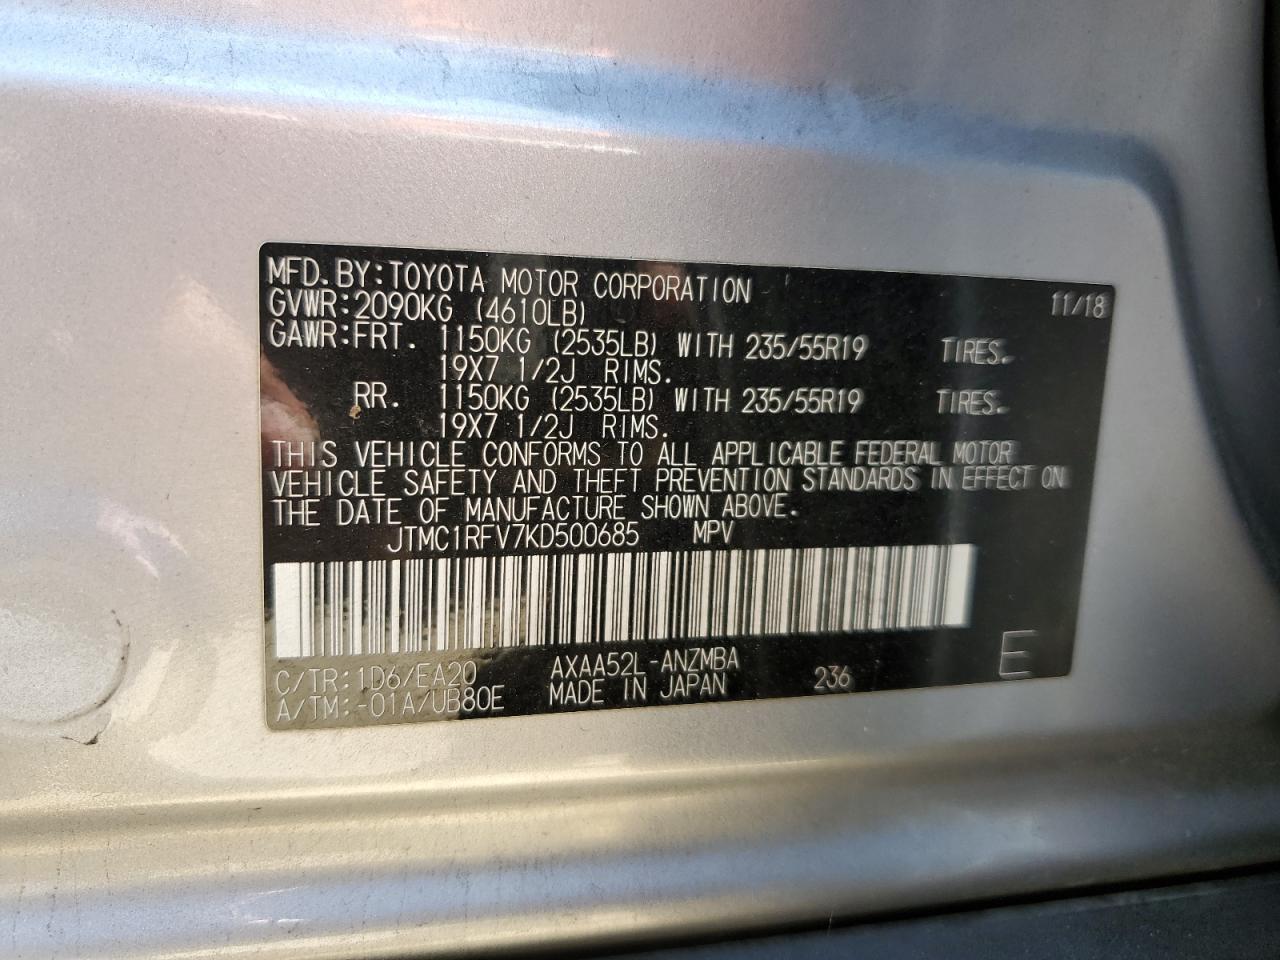 MFD.BY:TOYOTA MOTOR CORPORATION 11/18
GVWR:2090KG (4610LB)
GAWR:FRT. 1150KG (2535LB) WITH 235/55R19 TIRES.
19X7 1/2J RIMS.
RR. 1150KG (2535LB) WITH 235/55R19 TIRES.
19X7 1/2J RIMS.
THIS VEHICLE CONFORMS TO ALL APPLICABLE FEDERAL MOTOR
VEHICLE SAFETY AND THEFT PREVENTION STANDARDS IN EFFECT ON
THE DATE OF MANUFACTURE SHOWN ABOVE.
JTMC1RFV7KD500685 MPV
C/TR:1D6/EA20 AXAA52L-ANZMBA 236 E
A/TM:-01A/UB80E MADE IN JAPAN